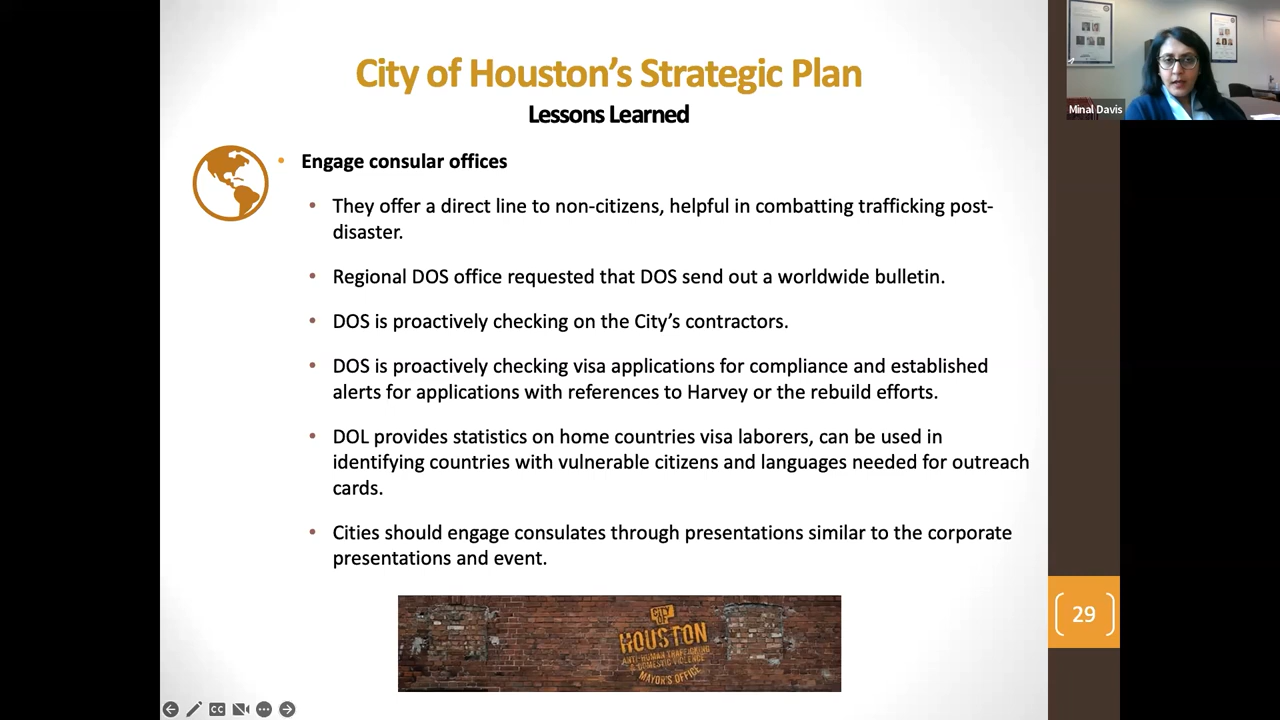 City of Houston's Strategic Plan
Lessons Learned
Minal Davis
• Engage consular offices
• They offer a direct line to non-citizens, helpful in combatting trafficking post-
disaster.
• Regional DOS office requested that DOS send out a worldwide bulletin.
• DOS is proactively checking on the City's contractors.
• DOS is proactively checking visa applications for compliance and established
alerts for applications with references to Harvey or the rebuild efforts.
• DOL provides statistics on home countries visa laborers, can be used in
identifying countries with vulnerable citizens and languages needed for outreach
cards.
• Cities should engage consulates through presentations similar to the corporate
presentations and event.
29
CITY
OF
HOUSTON
ANTI-HUMAN TRAFFICKING
& DOMESTIC VIOLENCE
MAYOR'S OFFICE
CC